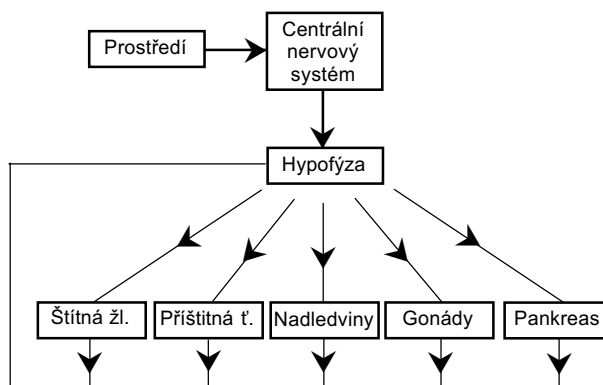 Prostředí
Centrální
nervový
systém
Hypofýza
Štítná žl.
Příštitná ť.
Nadledviny
Gonády
Pankreas